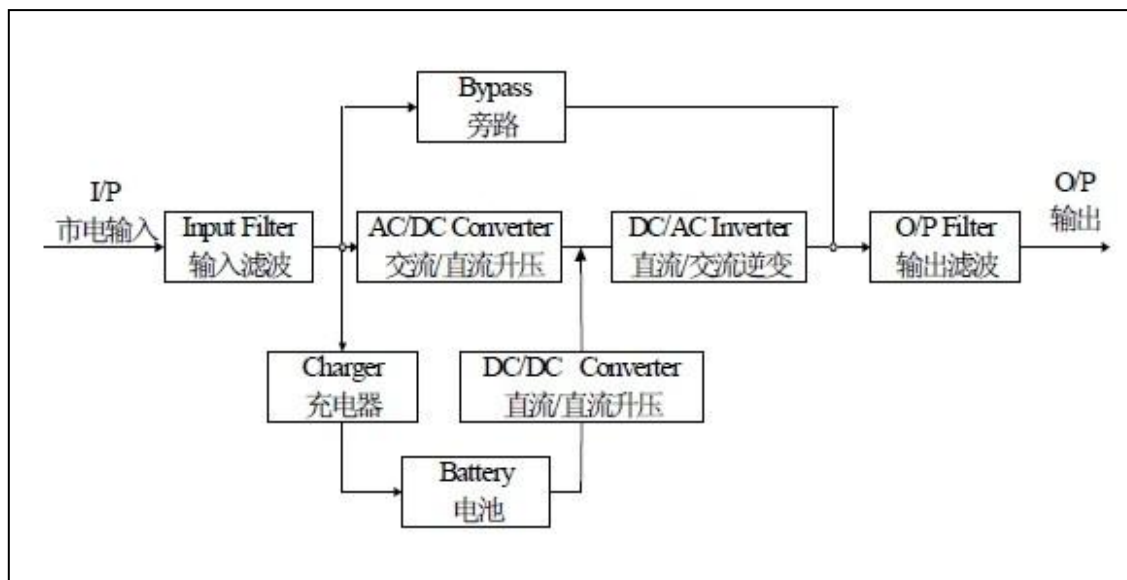 Bypass
旁路
I/P
市电输入
Input Filter
输入滤波
AC/DC Converter
交流/直流升压
DC/AC Inverter
直流/交流逆变
O/P Filter
输出滤波
O/P
输出
Charger
充电器
DC/DC Converter
直流/直流升压
Battery
电池